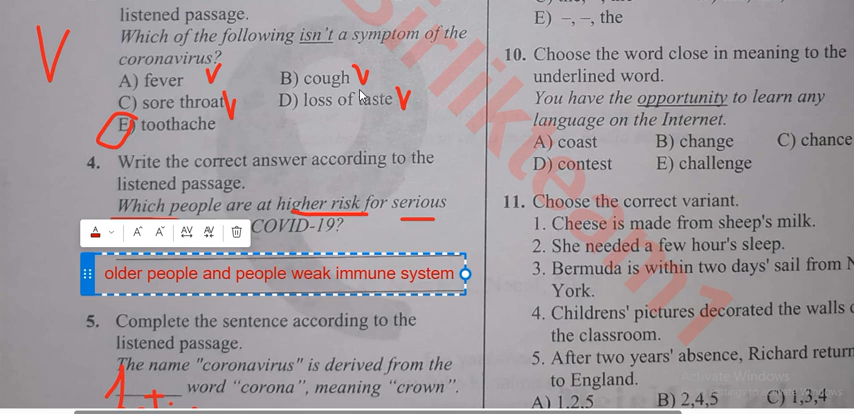 listened passage.
Which of the following isn't a symptom of the
coronavirus?
A) fever B) cough
C) sore throat D) loss of taste
E) toothache
4. Write the correct answer according to the
listened passage.
Which people are at higher risk for serious
COVID-19?
older people and people weak immune system
5. Complete the sentence according to the
listened passage.
The name "coronavirus" is derived from the
word “corona”, meaning “crown”.
E) –, –, the
10. Choose the word close in meaning to the
underlined word.
You have the opportunity to learn any
language on the Internet.
A) coast B) change C) chance
D) contest E) challenge
11. Choose the correct variant.
1. Cheese is made from sheep's milk.
2. She needed a few hour's sleep.
3. Bermuda is within two days' sail from N
York.
4. Childrens' pictures decorated the walls o
the classroom.
5. After two years' absence, Richard return
to England.
A) 1,2,5 B) 2,4,5 C) 1,3,4
Birlikteam1
Activate Windows